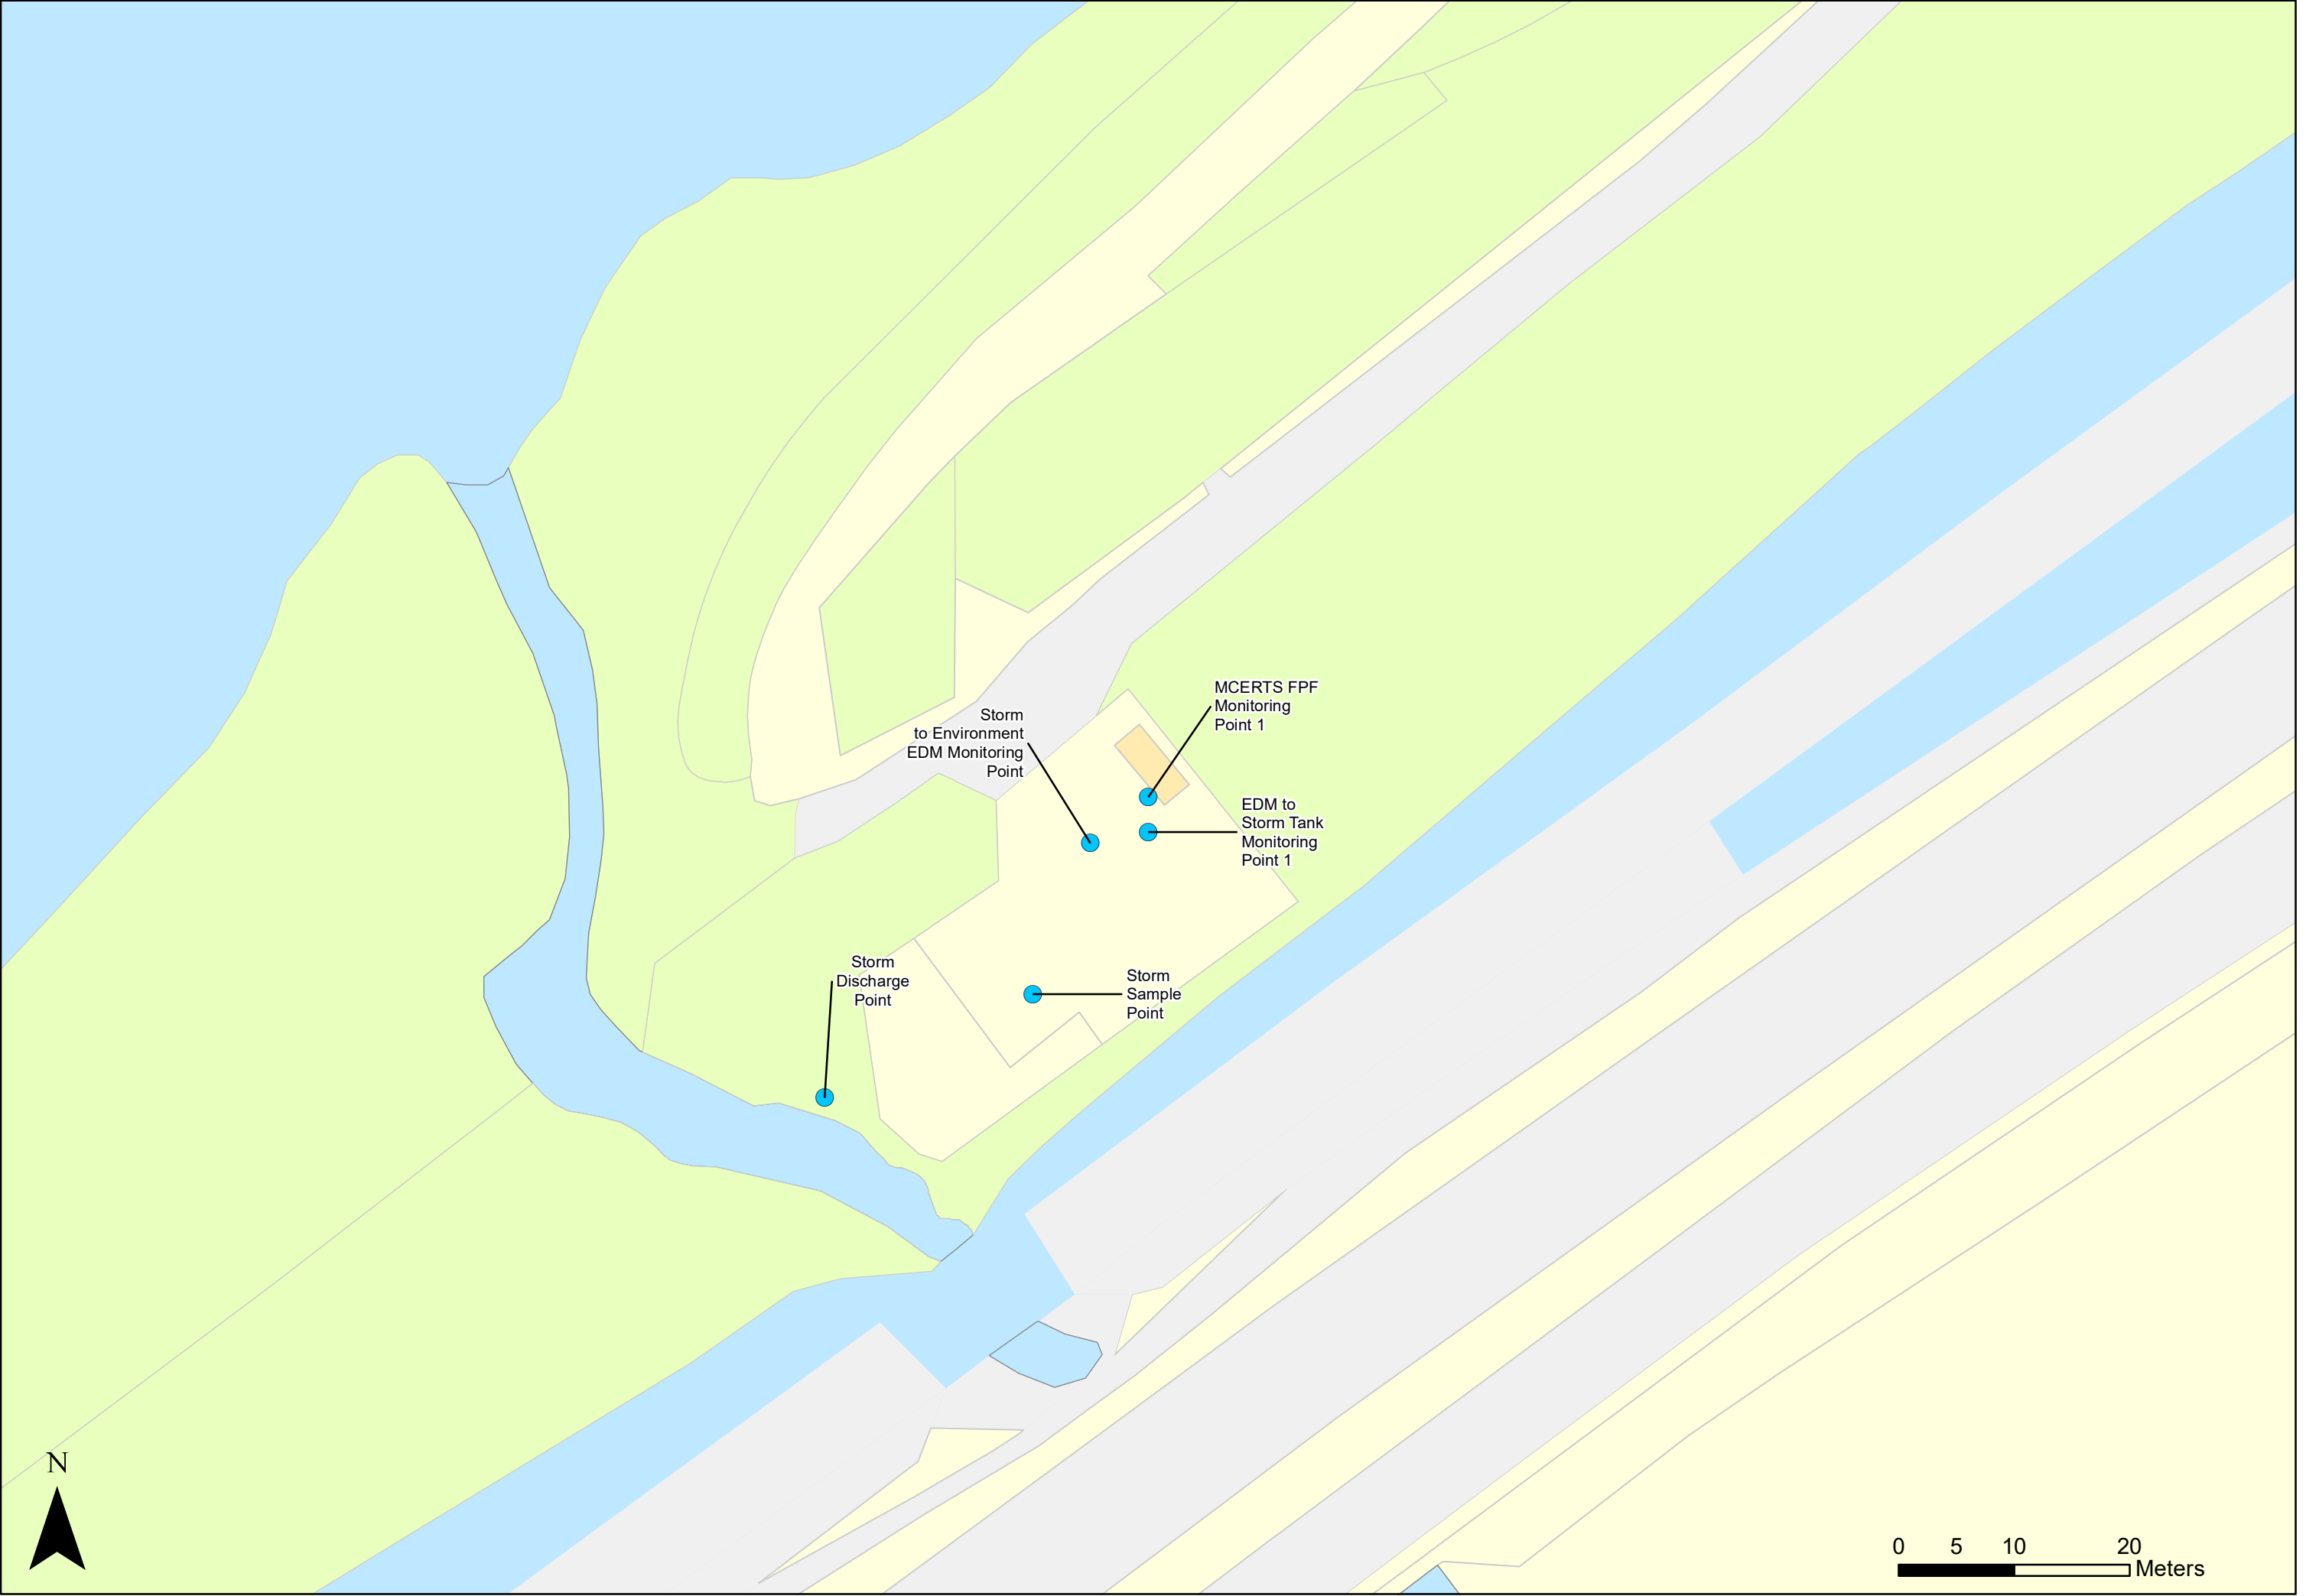 MCERTS FPF
Monitoring
Point 1
Storm
to Environment
EDM Monitoring
Point
EDM to
Storm Tank
Monitoring
Point 1
Storm
Discharge
Point
Storm
Sample
Point
N
0 5 10 20
Meters